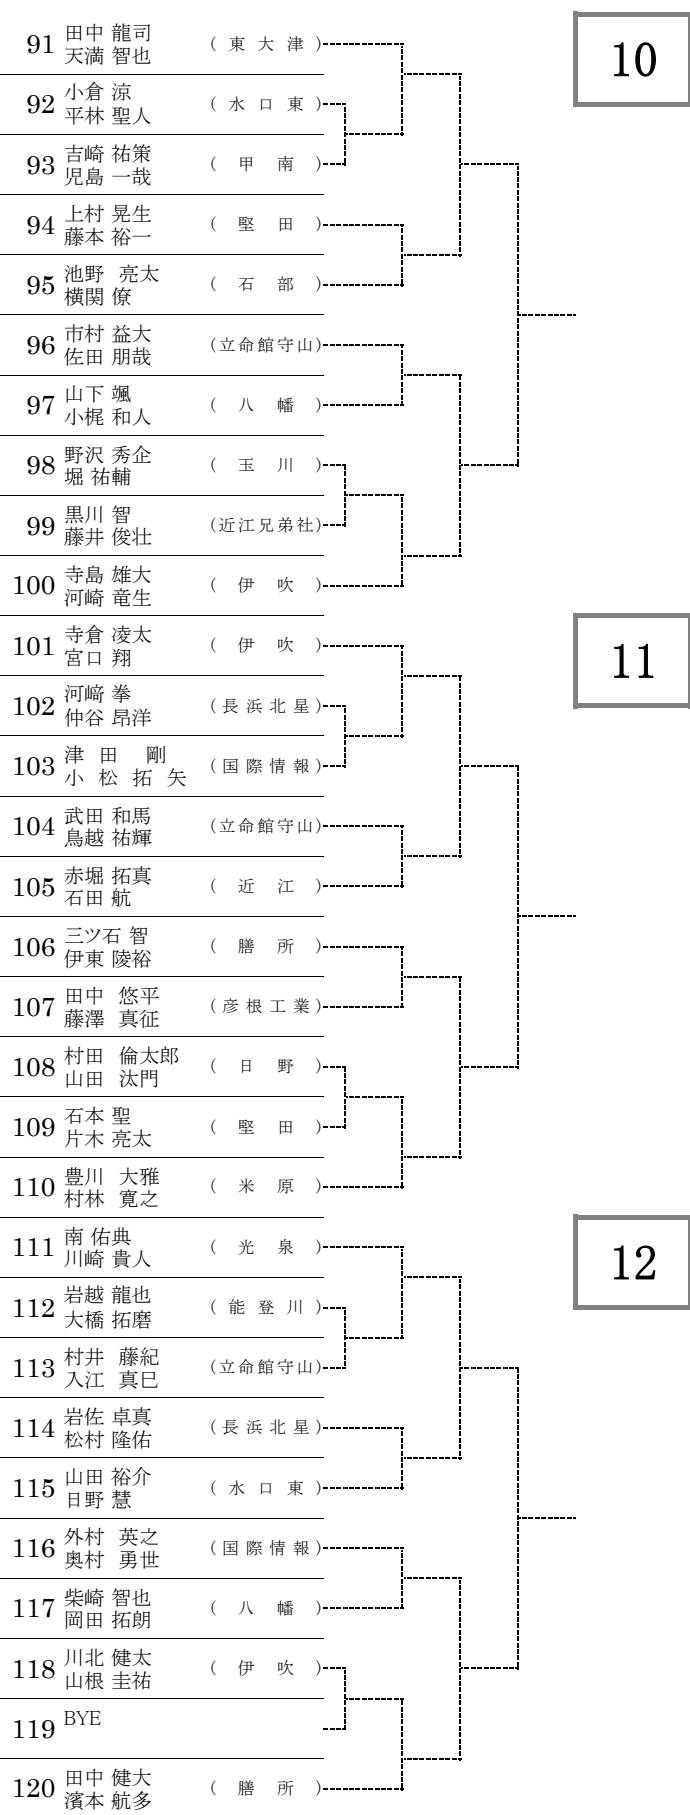 10
91 田中 龍司 (東大津)
天満 智也
92 小倉 涼 (水口東)
平林 聖人
93 吉崎 祐策 (甲南)
児島 一哉
94 上村 晃生 (堅田)
藤本 裕一
95 池野 亮太 (石部)
横関 僚
96 市村 益大 (立命館守山)
佐田 朋哉
97 山下 颯 (八幡)
小梶 和人
98 野沢 秀企 (玉川)
堀 祐輔
99 黒川 智 (近江兄弟社)
藤井 俊壮
100 寺島 雄大 (伊吹)
河崎 竜生
11
101 寺倉 凌太 (伊吹)
宮口 翔
102 河﨑 拳 (長浜北星)
仲谷 昂洋
103 津田 剛 (国際情報)
小松 拓矢
104 武田 和馬 (立命館守山)
鳥越 祐輝
105 赤堀 拓真 (近江)
石田 航
106 三ツ石 智 (膳所)
伊東 陵裕
107 田中 悠平 (彦根工業)
藤澤 真征
108 村田 倫太郎 (日野)
山田 汰門
109 石本 聖 (堅田)
片木 亮太
110 豊川 大雅 (米原)
村林 寛之
12
111 南 佑典 (光泉)
川崎 貴人
112 岩越 龍也 (能登川)
大橋 拓磨
113 村井 藤紀 (立命館守山)
入江 真巳
114 岩佐 卓真 (長浜北星)
松村 隆佑
115 山田 裕介 (水口東)
日野 慧
116 外村 英之 (国際情報)
奥村 勇世
117 柴崎 智也 (八幡)
岡田 拓朗
118 川北 健太 (伊吹)
山根 圭祐
119 BYE
120 田中 健大 (膳所)
濱本 航多